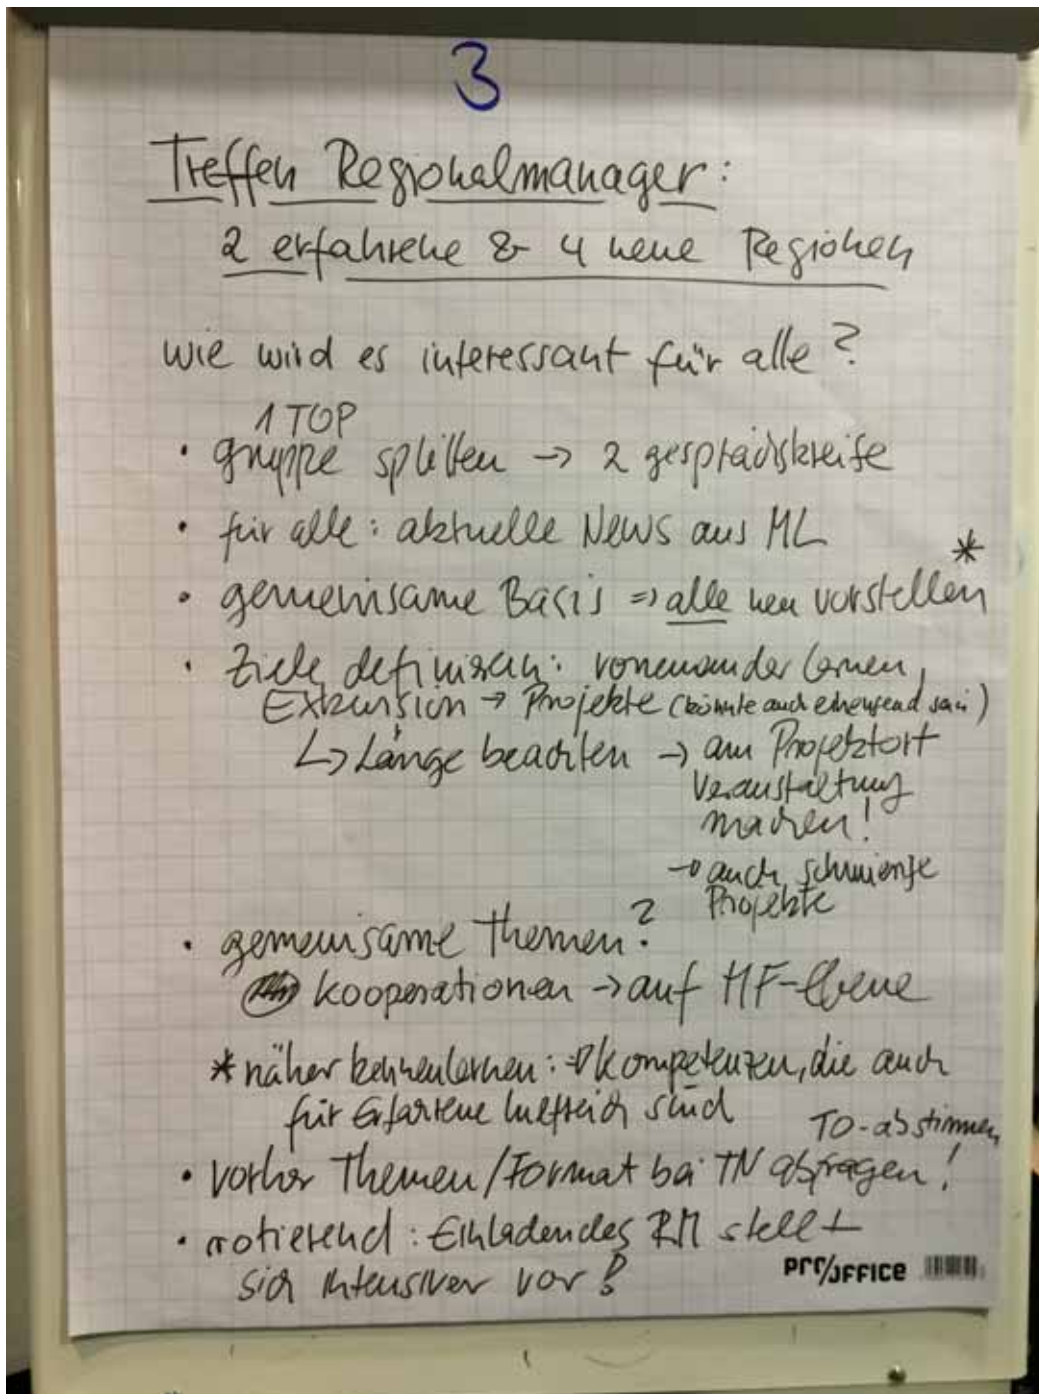 3
Treffen Regionalmanager:
2 erfahrene & 4 neue Regionen
wie wird es interessant für alle?
1 TOP
• gruppe splitten → 2 gesprächskreise
• für alle: aktuelle News aus ML
*
• gemeinsame Basis => alle neu vorstellen
• Ziele definieren: voneinander lernen,
Exkursion → Projekte (könnte auch ehend sein)
↳ Länge beachten → am Projektort
Veranstaltung
machen!
→ auch schwierige
Projekte
• gemeinsame Themen?
Kooperationen → auf MF-Ebene
* näher kennenlernen: → Kompetenzen, die auch
für Erfahrene hilfreich sind
TO-abstimmen
• vorher Themen/Format bei TN abfragen!
• rotierend: Einladendes RM stellt
sich intensiver vor!
PRO/OFFICE